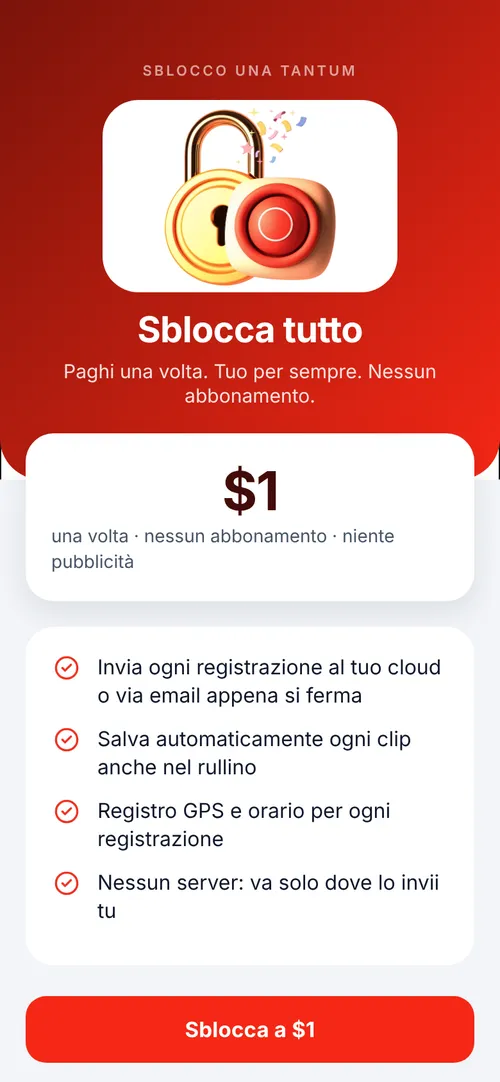 SBLOCCO UNA TANTUM
Sblocca tutto
Paghi una volta. Tuo per sempre. Nessun
abbonamento.
$1
una volta · nessun abbonamento · niente
pubblicità
Invia ogni registrazione al tuo cloud
o via email appena si ferma
Salva automaticamente ogni clip
anche nel rullino
Registro GPS e orario per ogni
registrazione
Nessun server: va solo dove lo invii
tu
Sblocca a $1